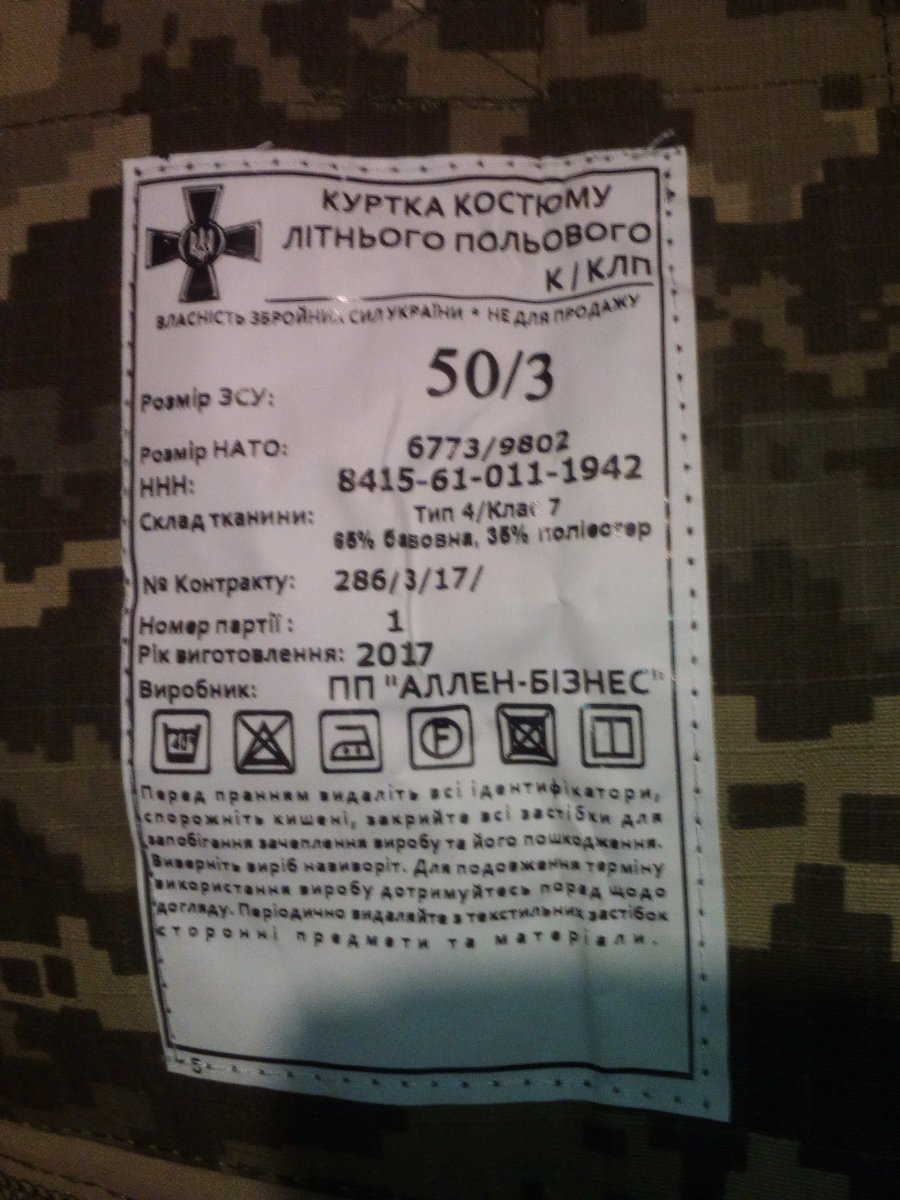 КУРТКА КОСТЮМУ
ЛІТНЬОГО ПОЛЬОВОГО
К / КЛП
ВЛАСНІСТЬ ЗБРОЙНИХ СИЛ УКРАЇНИ * НЕ ДЛЯ ПРОДАЖУ
Розмір ЗСУ: 50/3
Розмір НАТО: 6773/9802
ННН: 8415-61-011-1942
Склад тканини: Тип 4/Клас 7
65% бавовна, 35% поліестер
№ Контракту: 286/3/17/
Номер партії : 1
Рік виготовлення: 2017
Виробник: ПП "АЛЛЕН-БІЗНЕС"
40° F
Перед пранням видаліть всі ідентифікатори,
спорожніть кишені, закрийте всі застібки для
запобігання зачеплення виробу та його пошкодження.
Виверніть виріб навиворіт. Для подовження терміну
використання виробу дотримуйтесь порад щодо
догляду. Періодично видаляйте з текстильних застібок
сторонні предмети та матеріали.
5